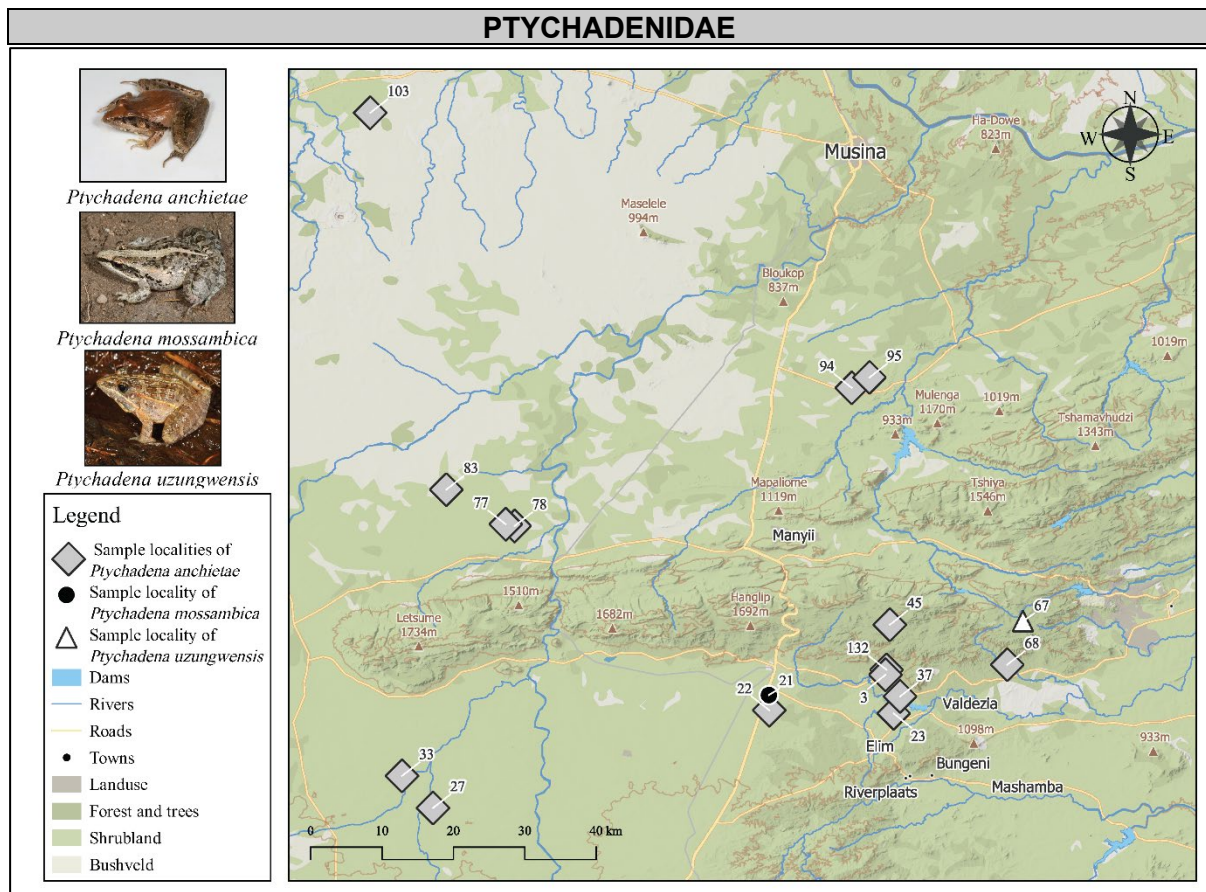 PTYCHADENIDAE
Ptychadena anchietae
Ptychadena mossambica
Ptychadena uzungwensis
Legend
Sample localities of
Ptychadena anchietae
Sample locality of
Ptychadena mossambica
Sample locality of
Ptychadena uzungwensis
Dams
Rivers
Roads
Towns
Landuse
Forest and trees
Shrubland
Bushveld
103
N
W
E
S
Ha-Dowe
823m
Musina
Maselele
994m
Bloukop
837m
1019m
94
95
Mulenga
1170m
1019m
933m
Tshamavhudzi
1343m
83
77
78
Mapaliome
1119m
Tshiya
1546m
Manyii
1510m
Letsume
1734m
1682m
Hanglip
1692m
45
67
132
68
37
3
22
21
Valdezia
23
Elim
1098m
933m
Bungeni
Riverplaats
Mashamba
33
27
0
10
20
30
40 km